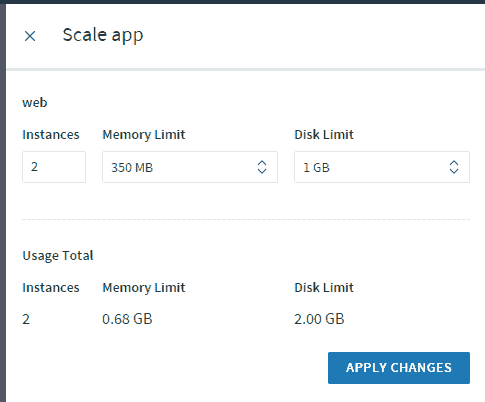 × Scale app
web
Instances Memory Limit Disk Limit
2 350 MB 1 GB
Usage Total
Instances Memory Limit Disk Limit
2 0.68 GB 2.00 GB
APPLY CHANGES